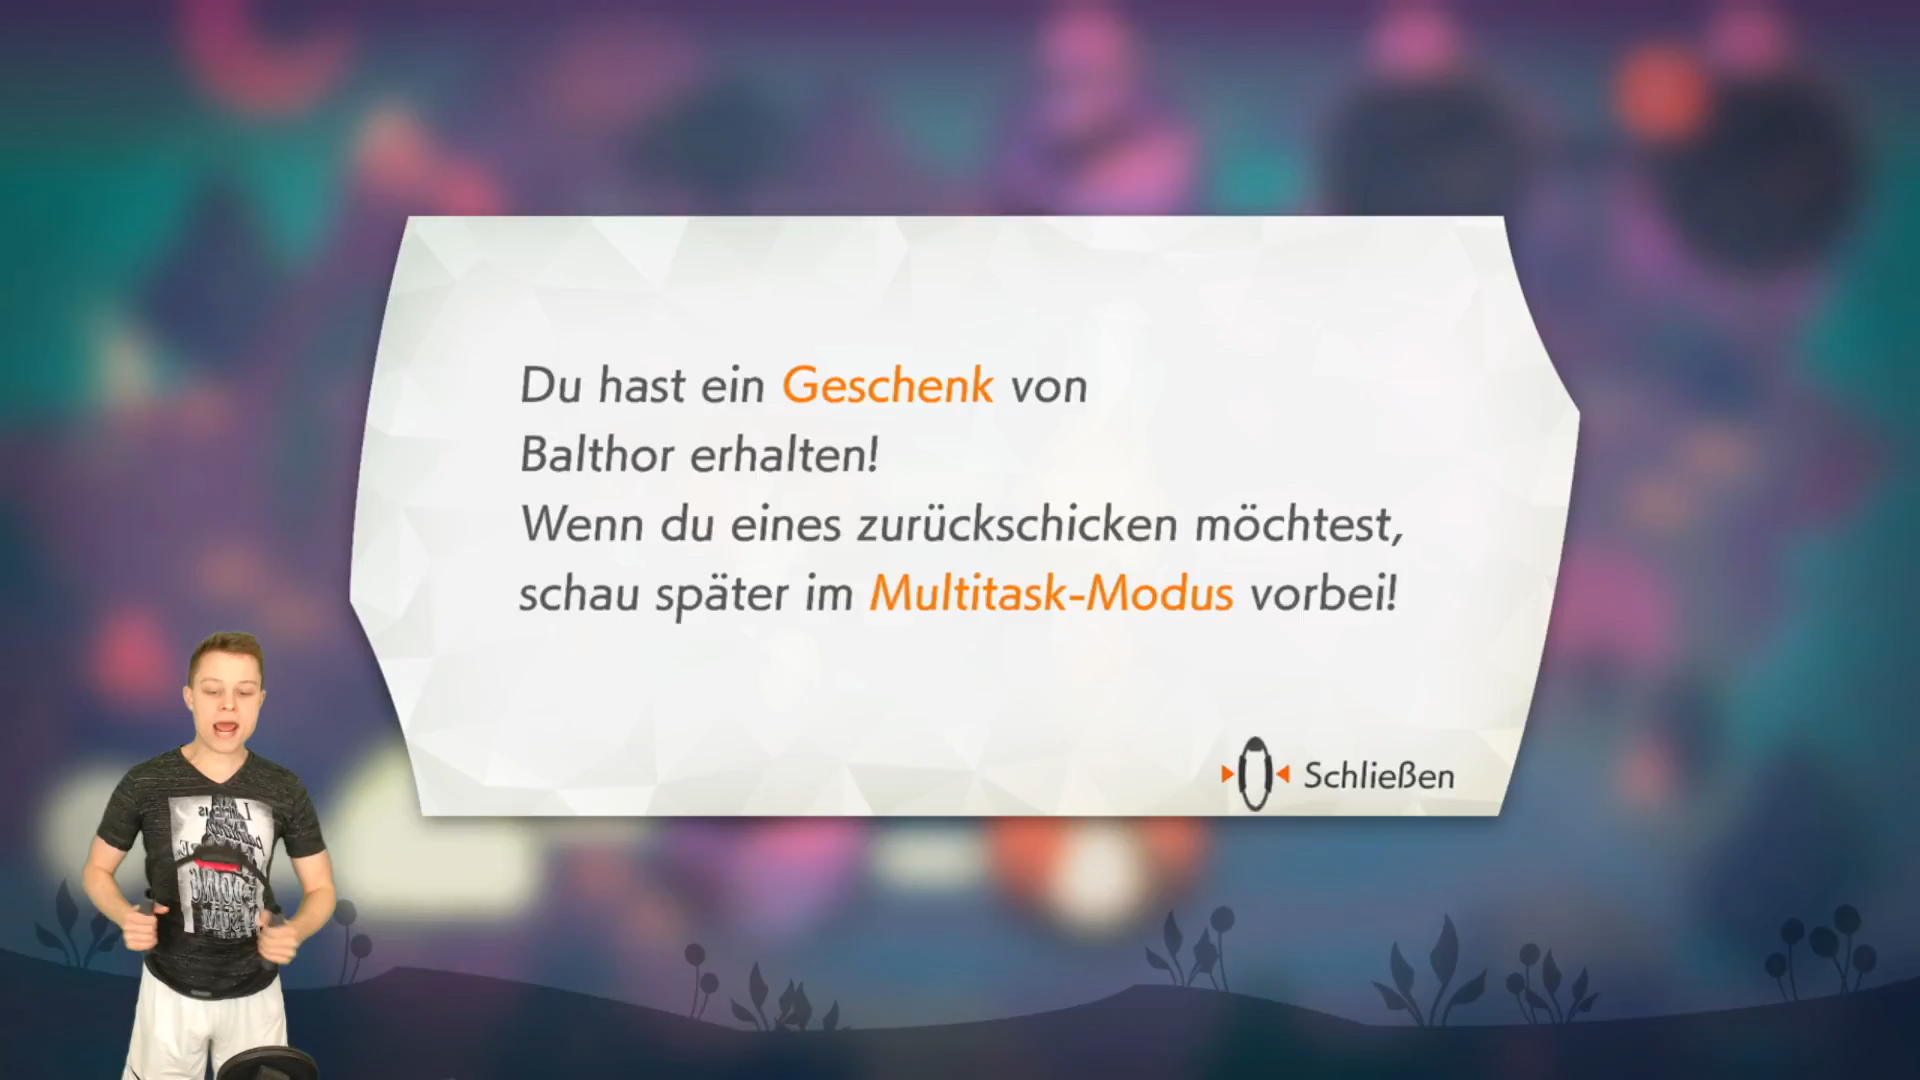 Du hast ein Geschenk von
Balthor erhalten!
Wenn du eines zurückschicken möchtest,
schau später im Multitask-Modus vorbei!
Schließen